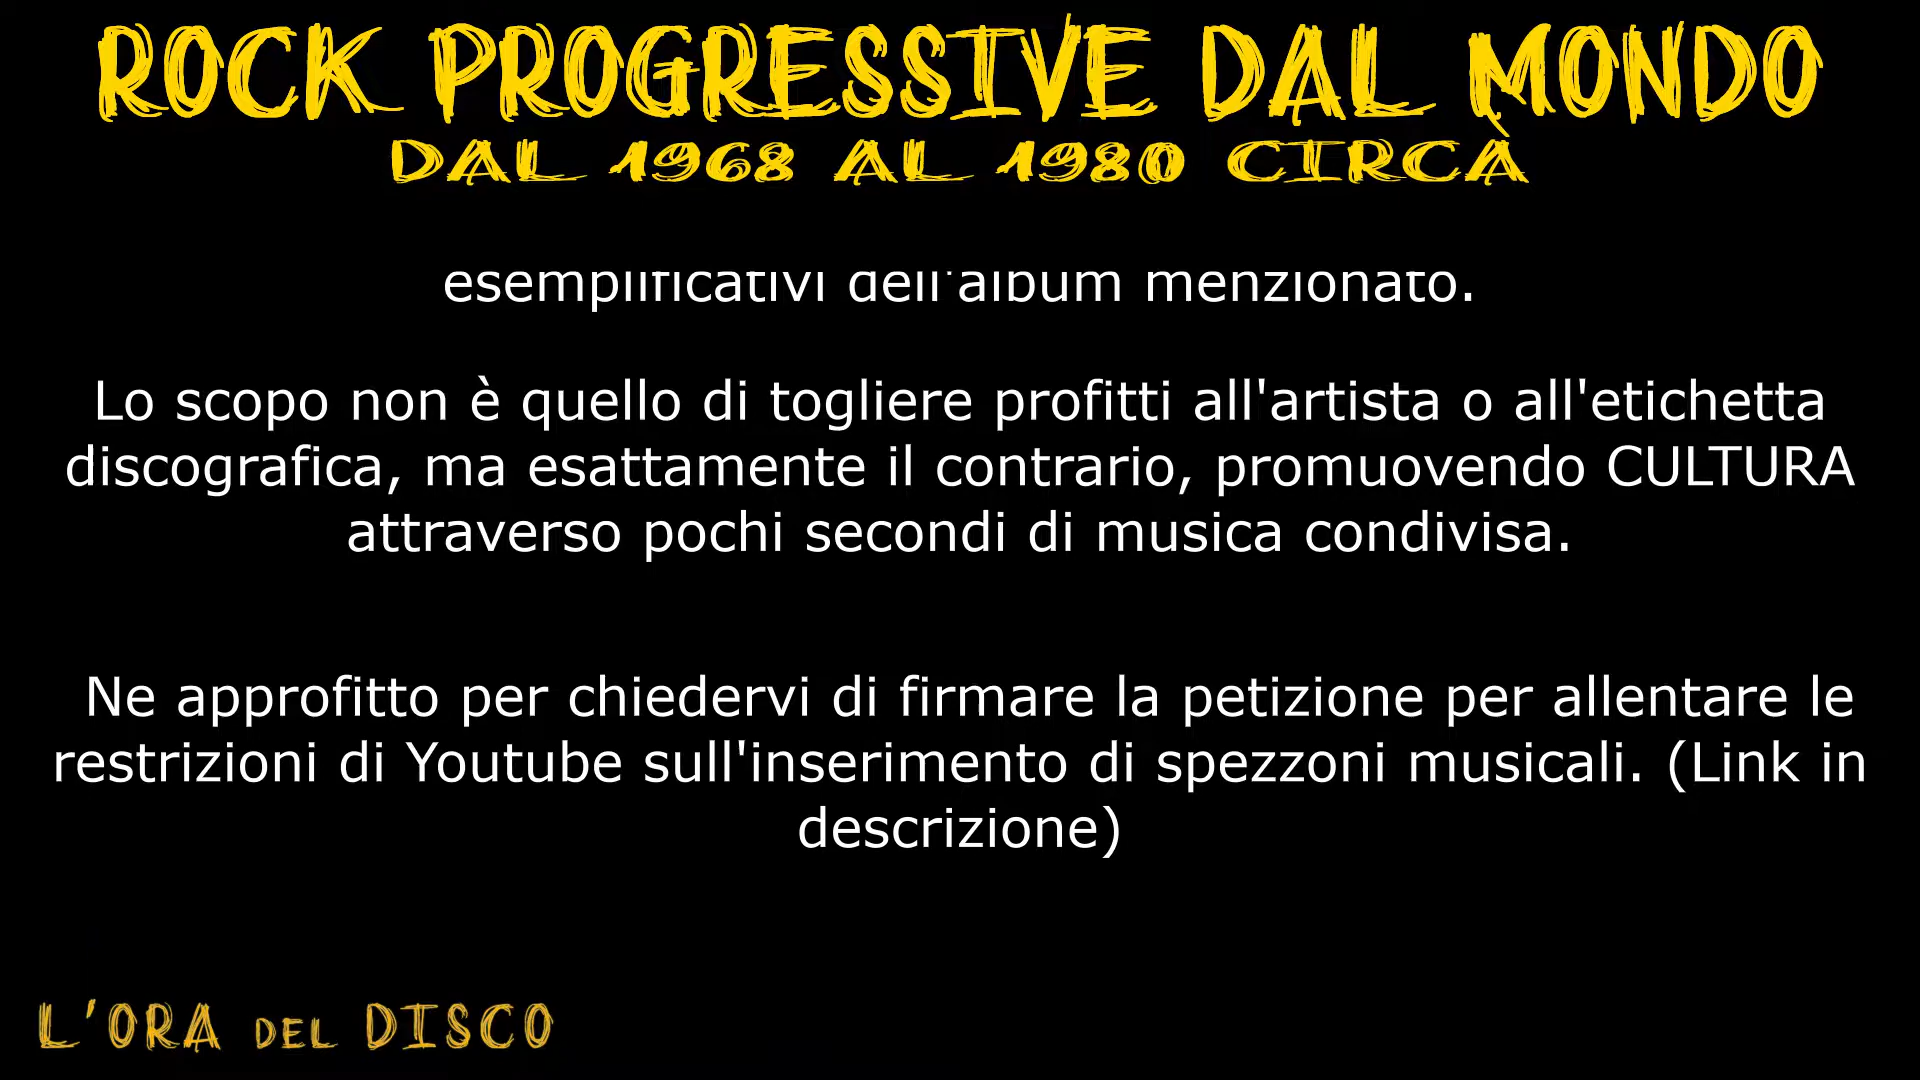 ROCK PROGRESSIVE DAL MONDO
DAL 1968 AL 1980 CIRCÀ
esemplificativi dell'album menzionato.
Lo scopo non è quello di togliere profitti all'artista o all'etichetta
discografica, ma esattamente il contrario, promuovendo CULTURA
attraverso pochi secondi di musica condivisa.
Ne approfitto per chiedervi di firmare la petizione per allentare le
restrizioni di Youtube sull'inserimento di spezzoni musicali. (Link in
descrizione)
L'ORA DEL DISCO